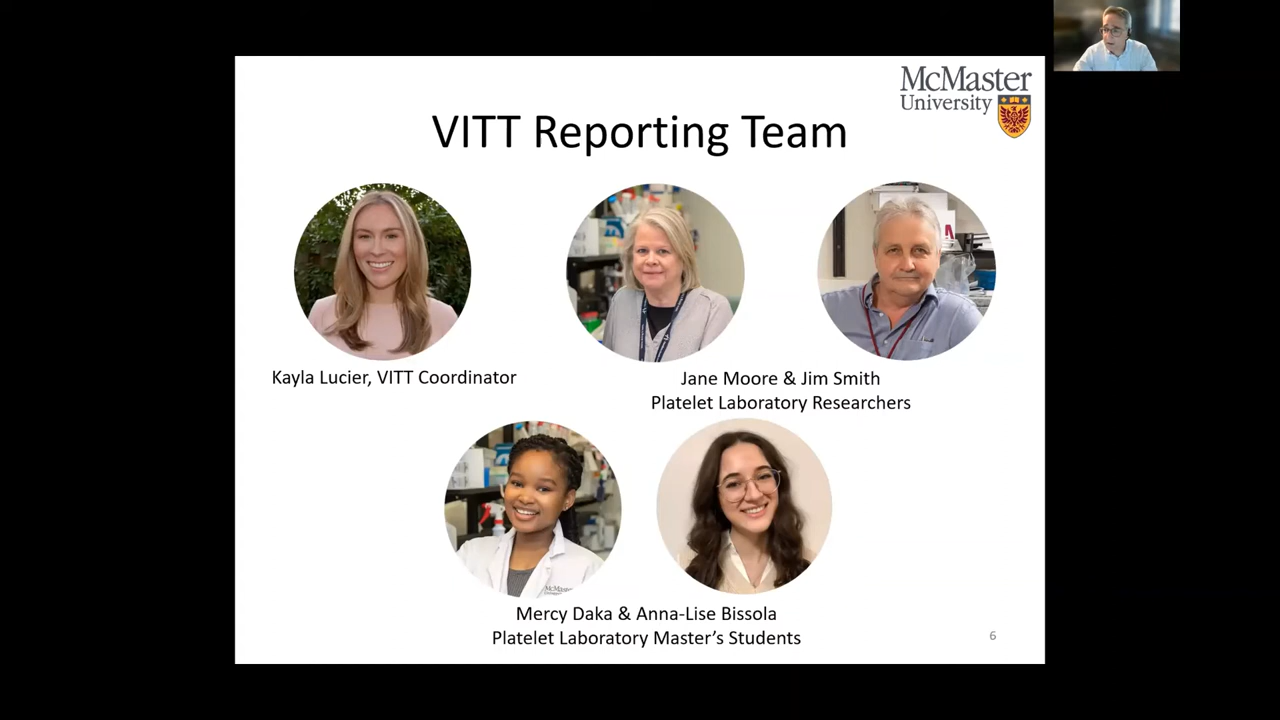 McMaster
University
VITT Reporting Team
Kayla Lucier, VITT Coordinator
Jane Moore & Jim Smith
Platelet Laboratory Researchers
McMaster
Mercy Daka & Anna-Lise Bissola
Platelet Laboratory Master’s Students
6